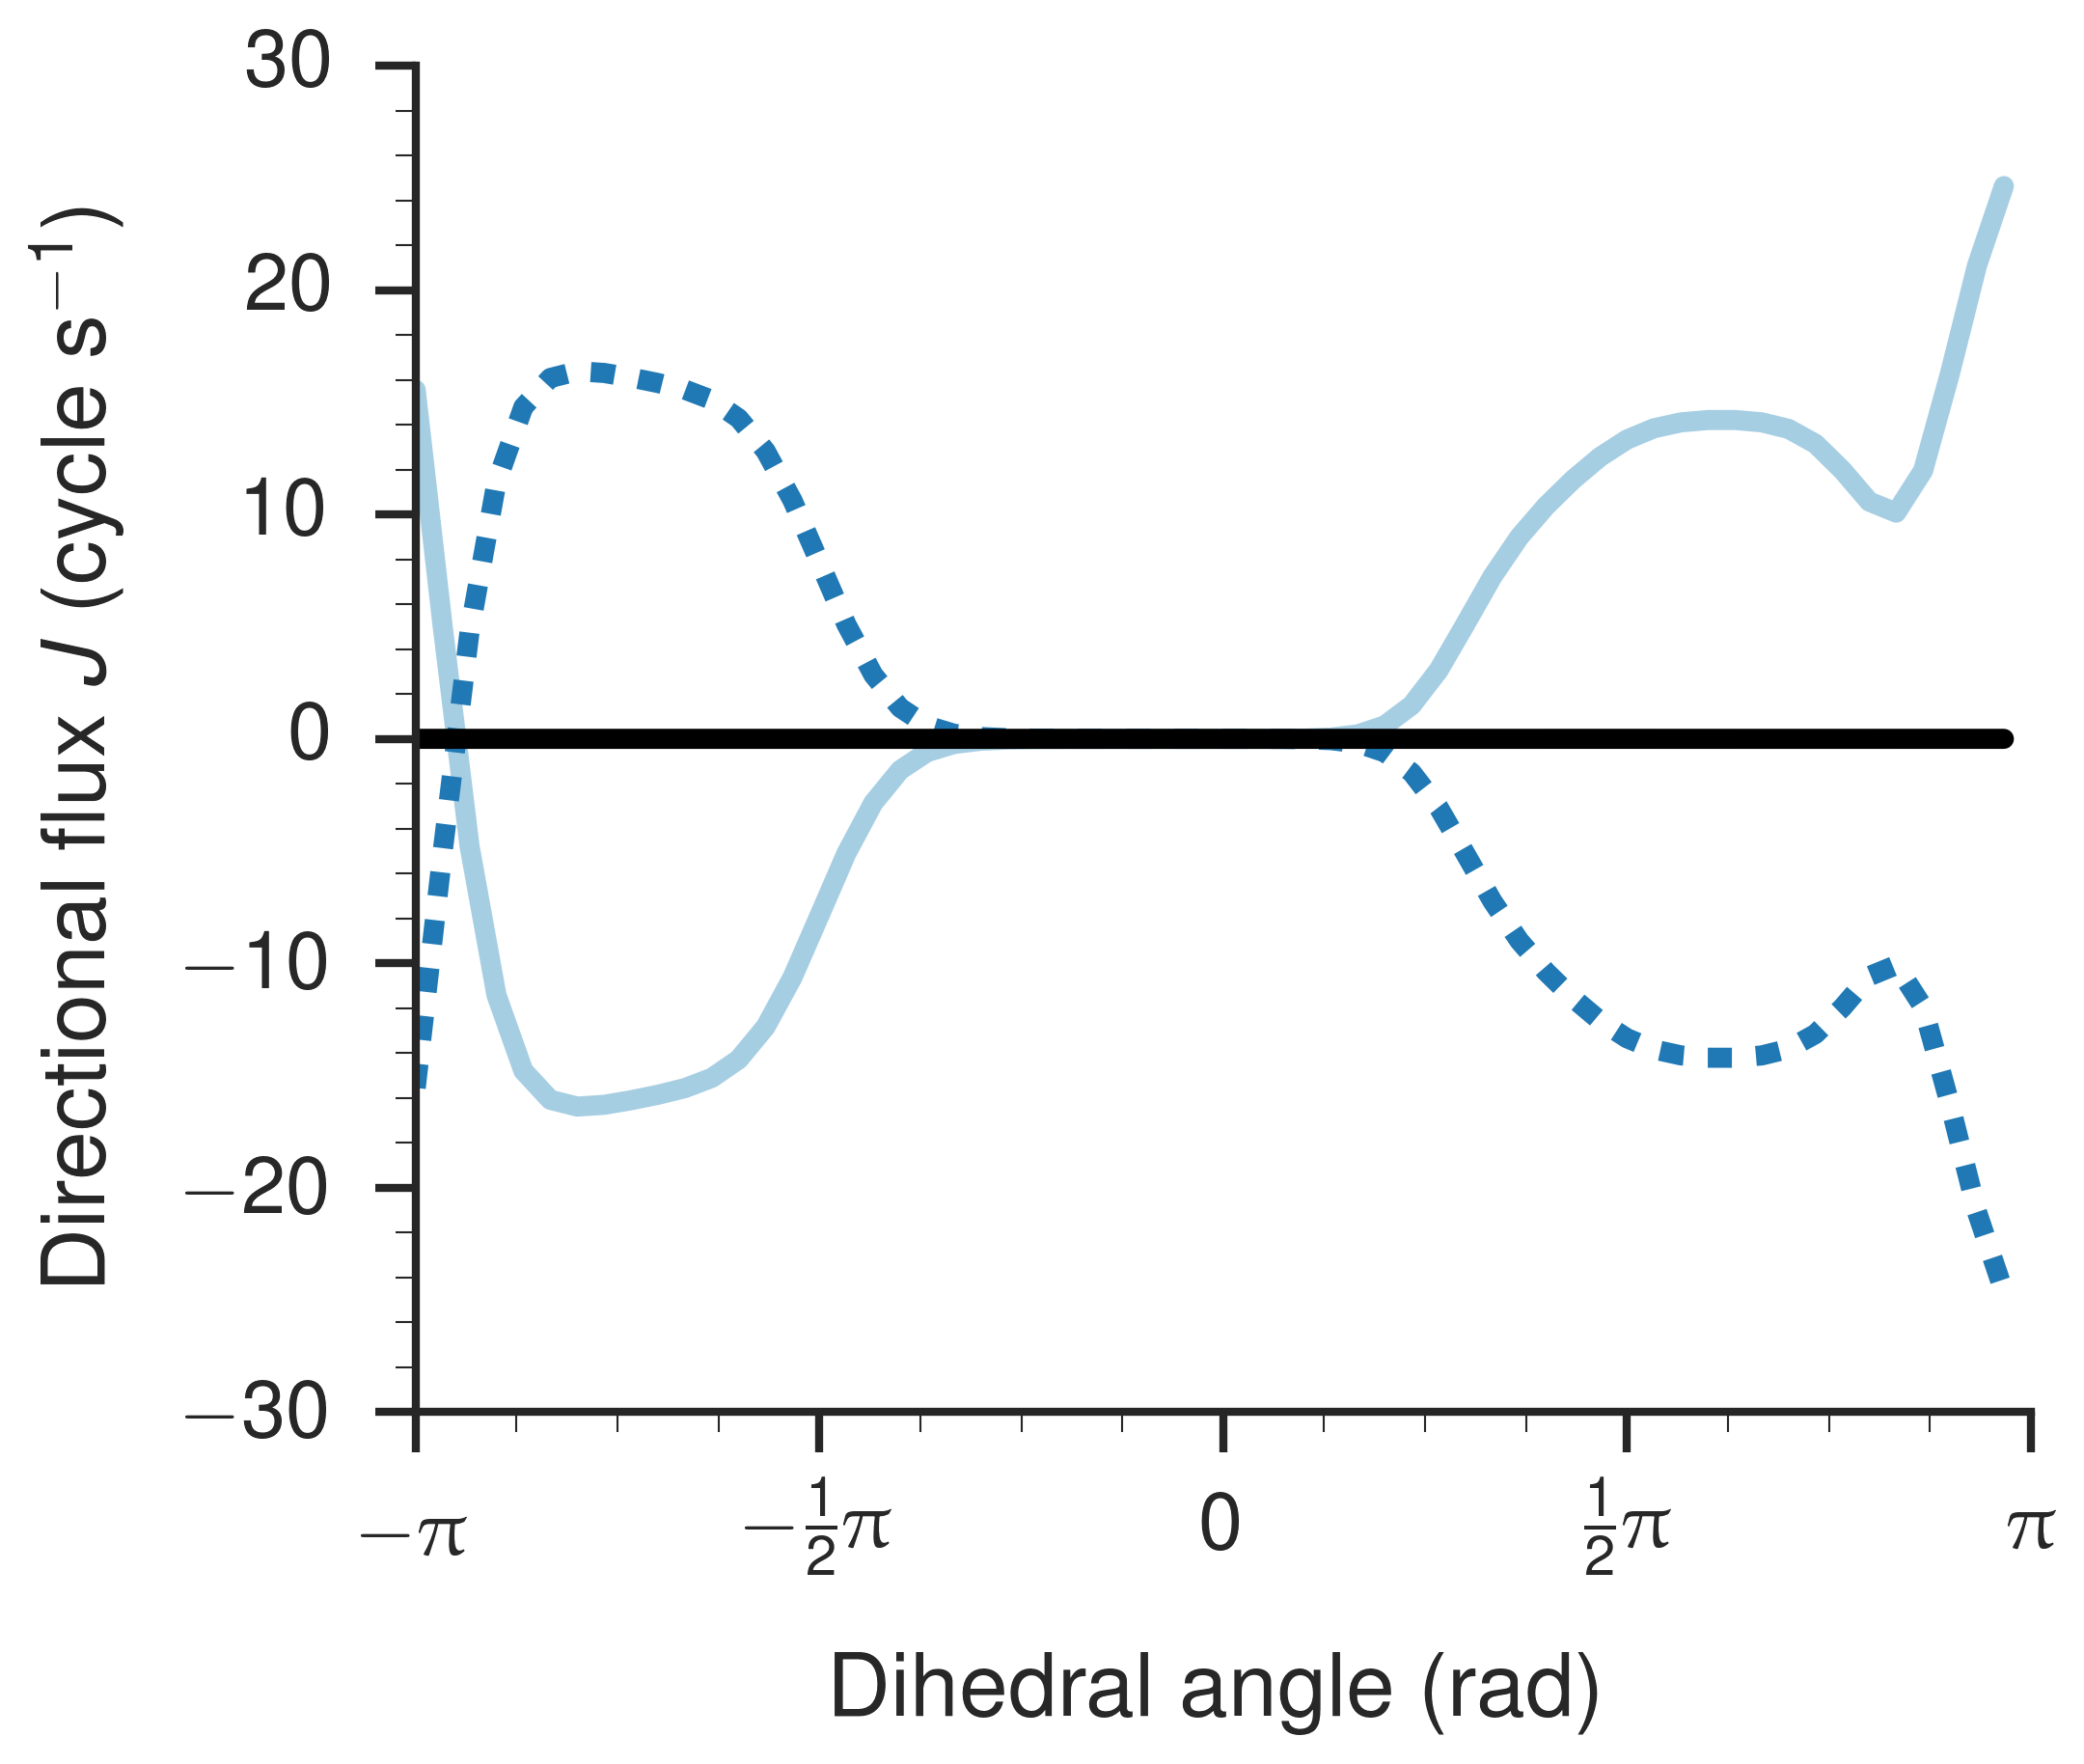 Directional flux J (cycle s⁻¹)
30
20
10
0
−10
−20
−30
−π
−½π
0
½π
π
Dihedral angle (rad)